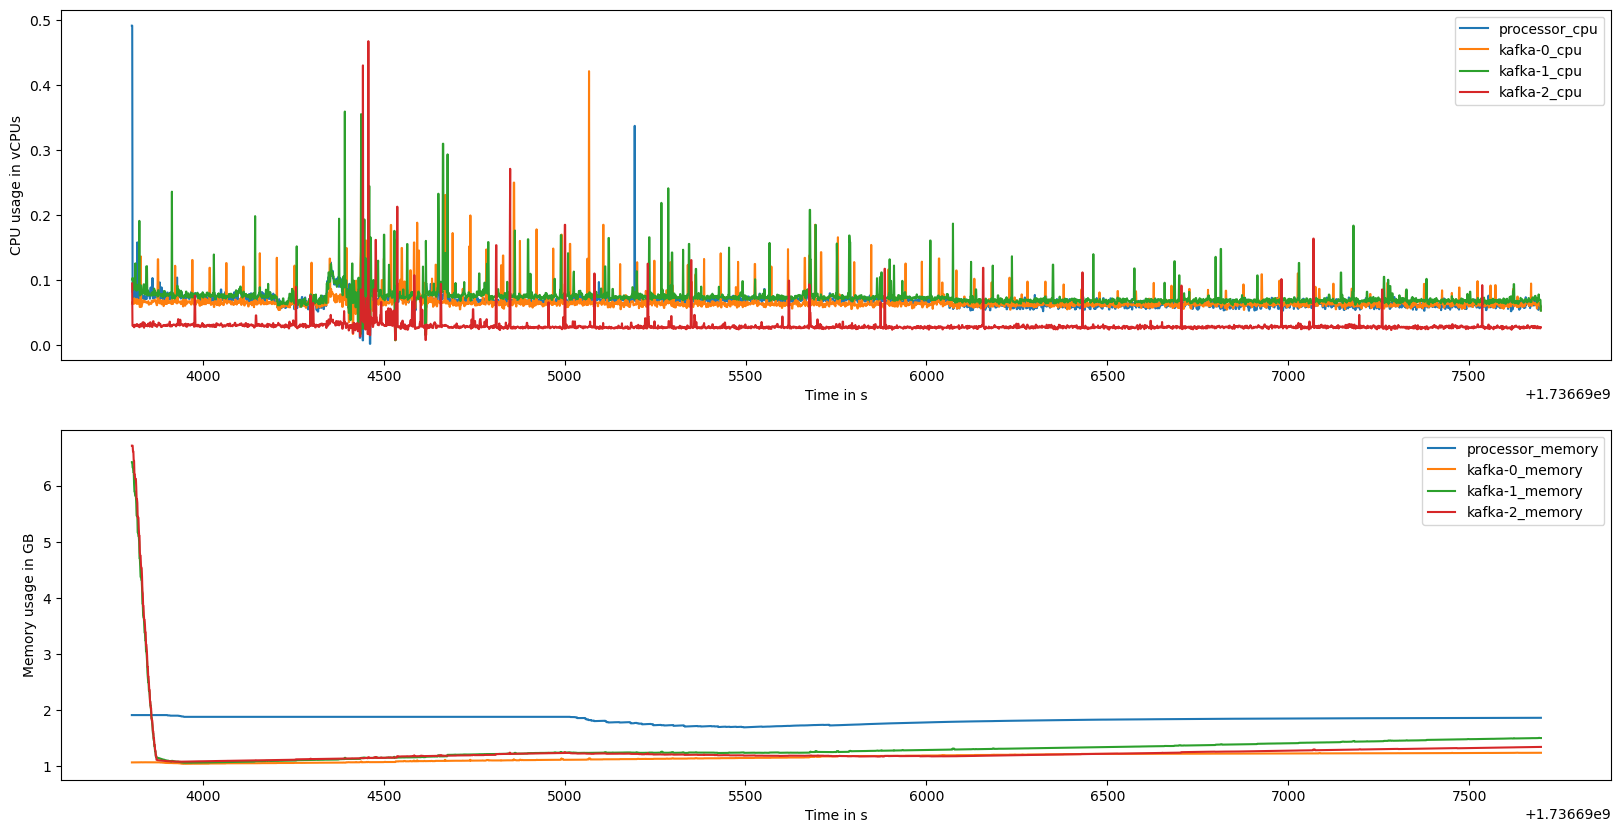 0.5
0.4
0.3
0.2
0.1
0.0
CPU usage in vCPUs
processor_cpu
kafka-0_cpu
kafka-1_cpu
kafka-2_cpu
4000 4500 5000 5500 6000 6500 7000 7500
Time in s
+1.73669e9
6
5
4
3
2
1
Memory usage in GB
processor_memory
kafka-0_memory
kafka-1_memory
kafka-2_memory
4000 4500 5000 5500 6000 6500 7000 7500
Time in s
+1.73669e9